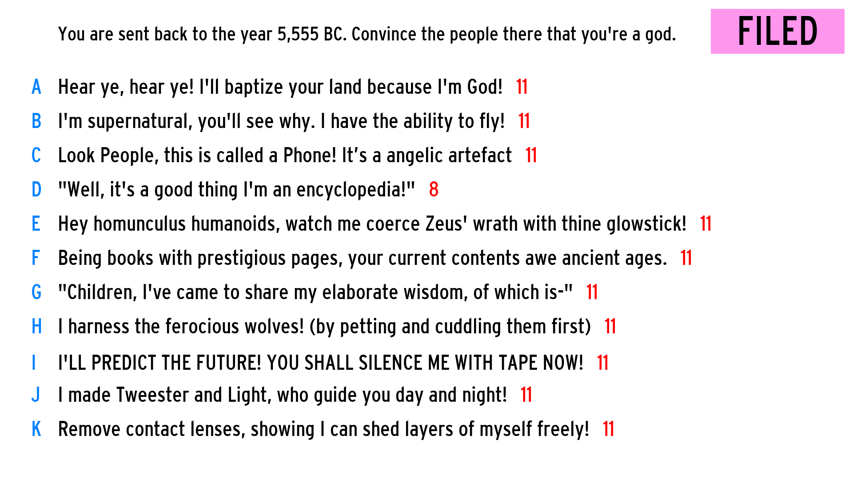 You are sent back to the year 5,555 BC. Convince the people there that you're a god. FILED
A Hear ye, hear ye! I'll baptize your land because I'm God! 11
B I'm supernatural, you'll see why. I have the ability to fly! 11
C Look People, this is called a Phone! It’s a angelic artefact 11
D "Well, it's a good thing I'm an encyclopedia!" 8
E Hey homunculus humanoids, watch me coerce Zeus' wrath with thine glowstick! 11
F Being books with prestigious pages, your current contents awe ancient ages. 11
G "Children, I've came to share my elaborate wisdom, of which is-" 11
H I harness the ferocious wolves! (by petting and cuddling them first) 11
I I'LL PREDICT THE FUTURE! YOU SHALL SILENCE ME WITH TAPE NOW! 11
J I made Tweester and Light, who guide you day and night! 11
K Remove contact lenses, showing I can shed layers of myself freely! 11